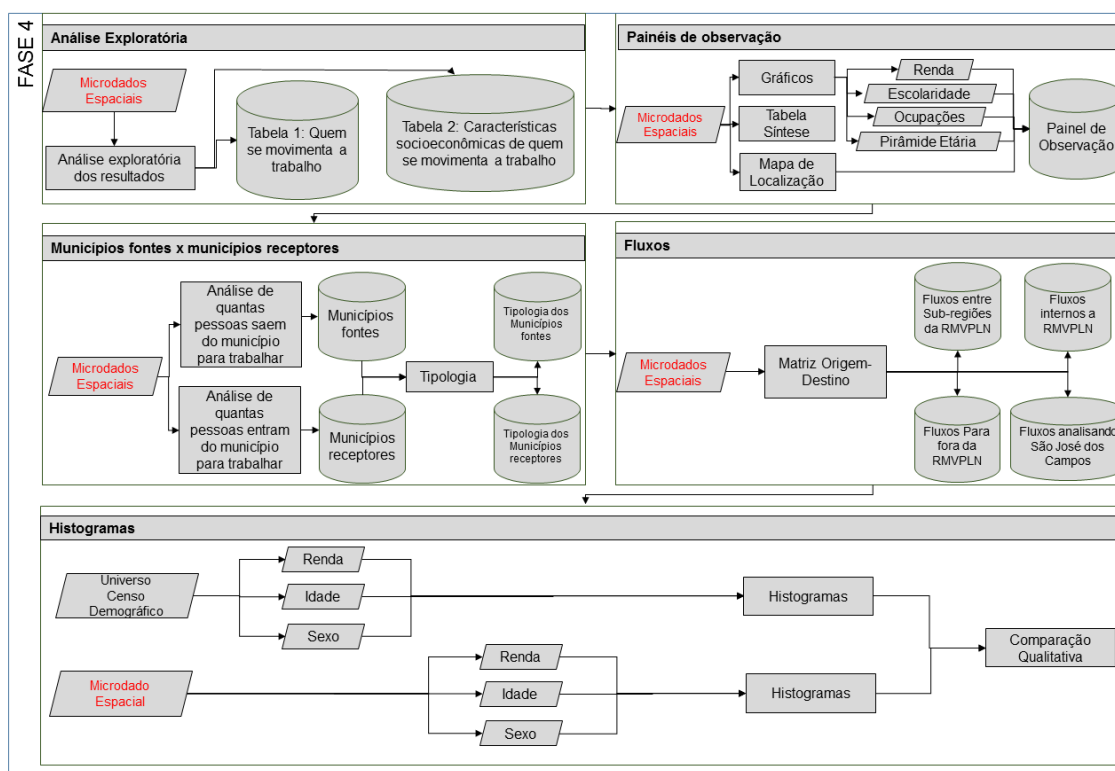 FASE 4
Análise Exploratória
Microdados
Espaciais
Análise exploratória
dos resultados
Tabela 1: Quem
se movimenta a
trabalho
Tabela 2: Características
socioeconômicas de quem
se movimenta a trabalho
Painéis de observação
Microdados
Espaciais
Gráficos
Tabela
Síntese
Mapa de
Localização
Renda
Escolaridade
Ocupações
Pirâmide Etária
Painel de
Observação
Municípios fontes x municípios receptores
Microdados
Espaciais
Análise de
quantas
pessoas saem
do município
para trabalhar
Análise de
quantas
pessoas entram
do município
para trabalhar
Municípios
fontes
Municípios
receptores
Tipologia
Tipologia dos
Municípios
fontes
Tipologia dos
Municípios
receptores
Fluxos
Microdados
Espaciais
Matriz Origem-
Destino
Fluxos entre
Sub-regiões
da RMVPLN
Fluxos
internos a
RMVPLN
Fluxos Para
fora da
RMVPLN
Fluxos analisando
São José dos
Campos
Histogramas
Universo
Censo
Demográfico
Renda
Idade
Sexo
Histogramas
Microdado
Espacial
Renda
Idade
Sexo
Histogramas
Comparação
Qualitativa